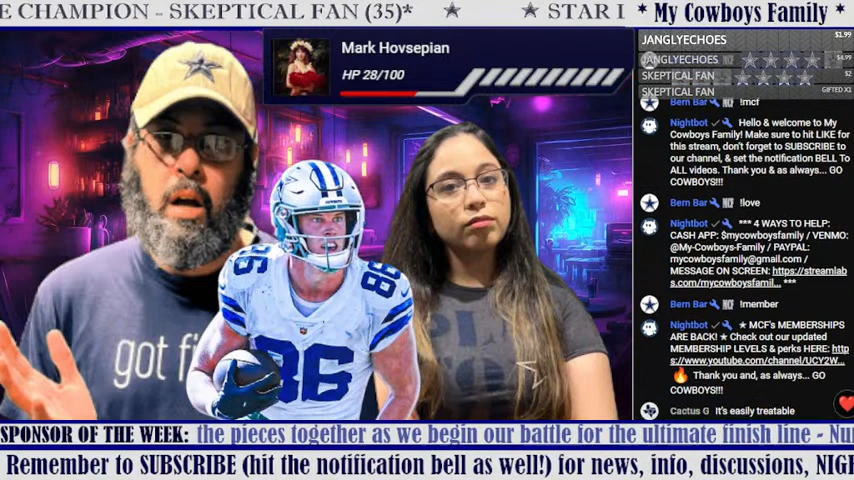 E CHAMPION - SKEPTICAL FAN (35)*
STAR
* My Cowboys Family *
Mark Hovsepian
HP 28/100
JANGLYECHOES
$1.99
JANGLYECHOES
$4.99
SKEPTICAL FAN
$2
SKEPTICAL FAN
GIFTED X1
Bern Bar MCF !mcf
Nightbot Hello & welcome to My
Cowboys Family! Make sure to hit LIKE for
this stream, don't forget to SUBSCRIBE to
our channel, & set the notification BELL To
ALL videos. Thank you & as always... GO
COWBOYS!!!
Bern Bar MCF !love
Nightbot *** 4 WAYS TO HELP:
CASH APP: $mycowboysfamily / VENMO:
@My-Cowboys-Family / PAYPAL:
mycowboysfamily@gmail.com /
MESSAGE ON SCREEN: https://streamlab
s.com/mycowboysfamil... ***
Bern Bar MCF !member
Nightbot ★ MCF's MEMBERSHIPS
ARE BACK! ★ Check out our updated
MEMBERSHIP LEVELS & perks HERE: http
s://www.youtube.com/channel/UCY2W...
🔥 Thank you and, as always... GO
COWBOYS!!!
Cactus G It's easily treatable
got fi
86
86
SPONSOR OF THE WEEK: the pieces together as we begin our battle for the ultimate finish line - Nu
Remember to SUBSCRIBE (hit the notification bell as well!) for news, info, discussions, NIGH